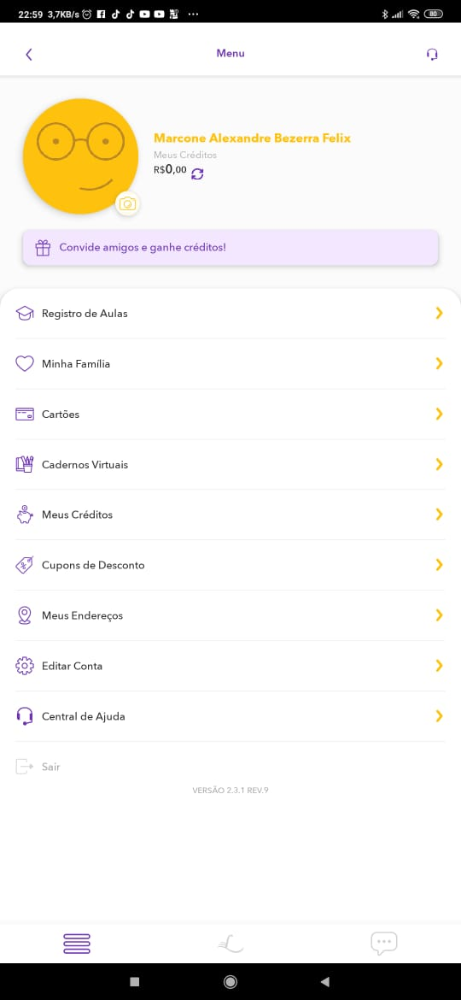 22:59 3,7KB/s
80
Menu
Marcone Alexandre Bezerra Felix
Meus Créditos
R$0,00
Convide amigos e ganhe créditos!
Registro de Aulas
Minha Família
Cartões
Cadernos Virtuais
Meus Créditos
Cupons de Desconto
Meus Endereços
Editar Conta
Central de Ajuda
Sair
VERSÃO 2.3.1 REV.9